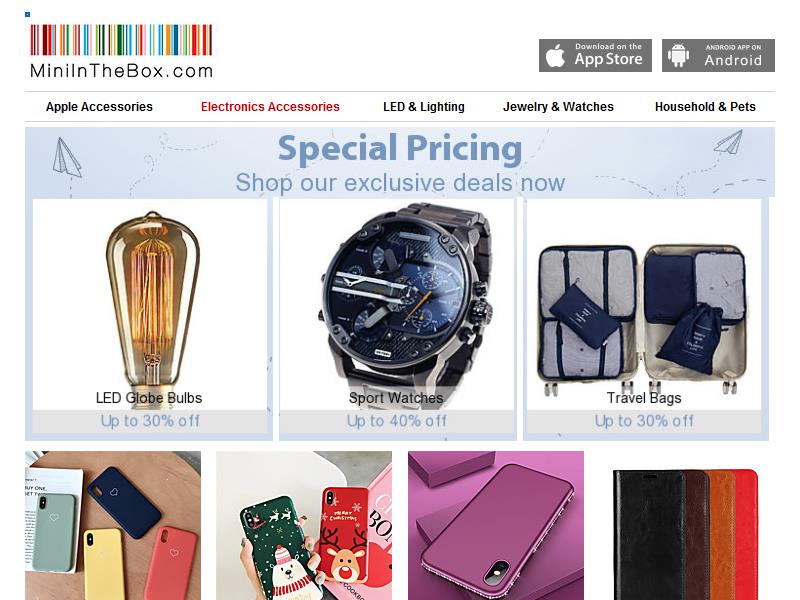 MiniInTheBox.com
Download on the
App Store
ANDROID APP ON
Android
Apple Accessories
Electronics Accessories
LED & Lighting
Jewelry & Watches
Household & Pets
Special Pricing
Shop our exclusive deals now
LED Globe Bulbs
Sport Watches
Travel Bags
Up to 30% off
Up to 40% off
Up to 30% off
BUY ONE,
MERRY
CHRISTMAS